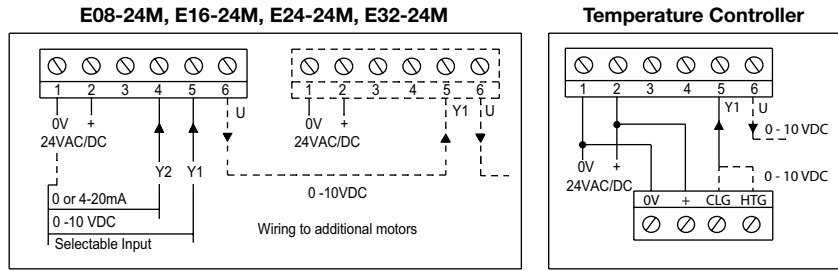 E08-24M, E16-24M, E24-24M, E32-24M
1 2 3 4 5 6
0V +
24VAC/DC
Y2 Y1
U
0 or 4-20mA
0 -10 VDC
Selectable Input
1 2 3 4 5 6
0V +
24VAC/DC
Y1 U
0 -10VDC
Wiring to additional motors
Temperature Controller
1 2 3 4 5 6
Y1 U
0 - 10 VDC
0V +
24VAC/DC
0 - 10 VDC
0V + CLG HTG